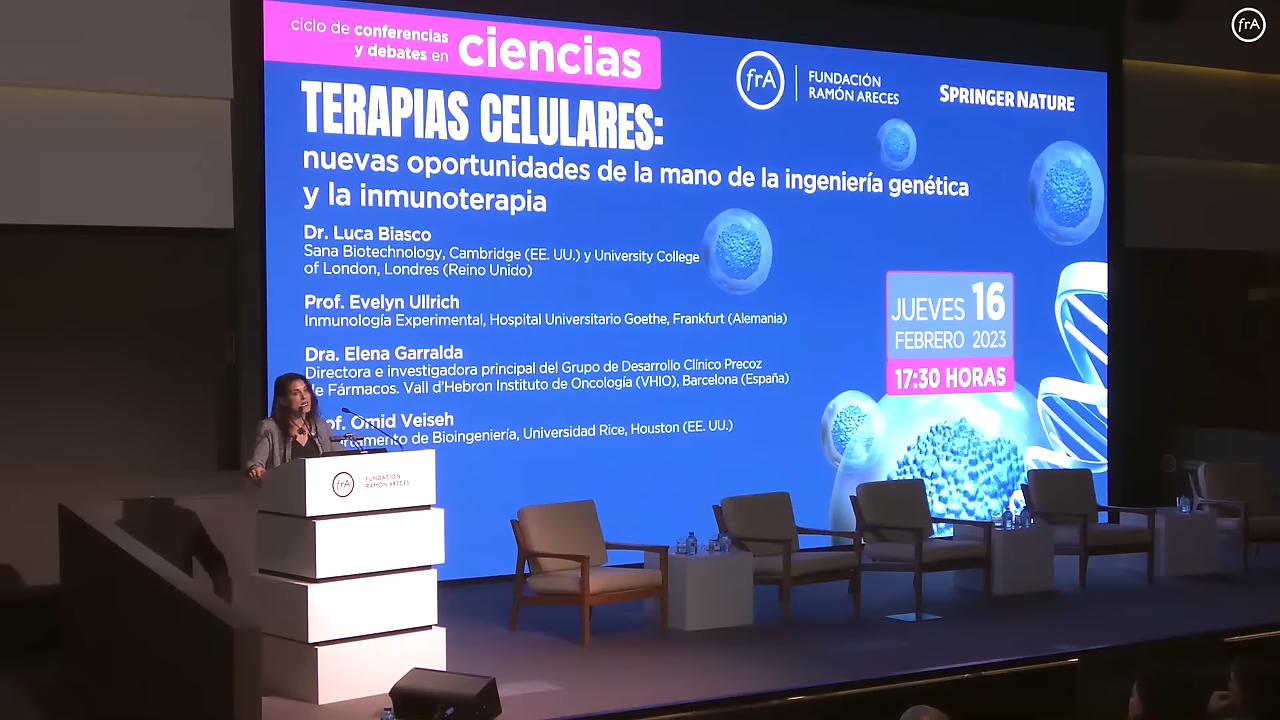 ciclo de conferencias
y debates en ciencias
frA FUNDACIÓN
RAMÓN ARECES
SPRINGER NATURE
TERAPIAS CELULARES:
nuevas oportunidades de la mano de la ingeniería genética
y la inmunoterapia
Dr. Luca Biasco
Sana Biotechnology, Cambridge (EE. UU.) y University College
of London, Londres (Reino Unido)
Prof. Evelyn Ullrich
Inmunología Experimental, Hospital Universitario Goethe, Frankfurt (Alemania)
Dra. Elena Garralda
Directora e investigadora principal del Grupo de Desarrollo Clínico Precoz
e Fármacos. Vall d'Hebron Instituto de Oncología (VHIO), Barcelona (España)
of. Omid Veiseh
artamento de Bioingeniería, Universidad Rice, Houston (EE. UU.)
JUEVES 16
FEBRERO 2023
17:30 HORAS
frA FUNDACIÓN
RAMÓN ARECES
frA